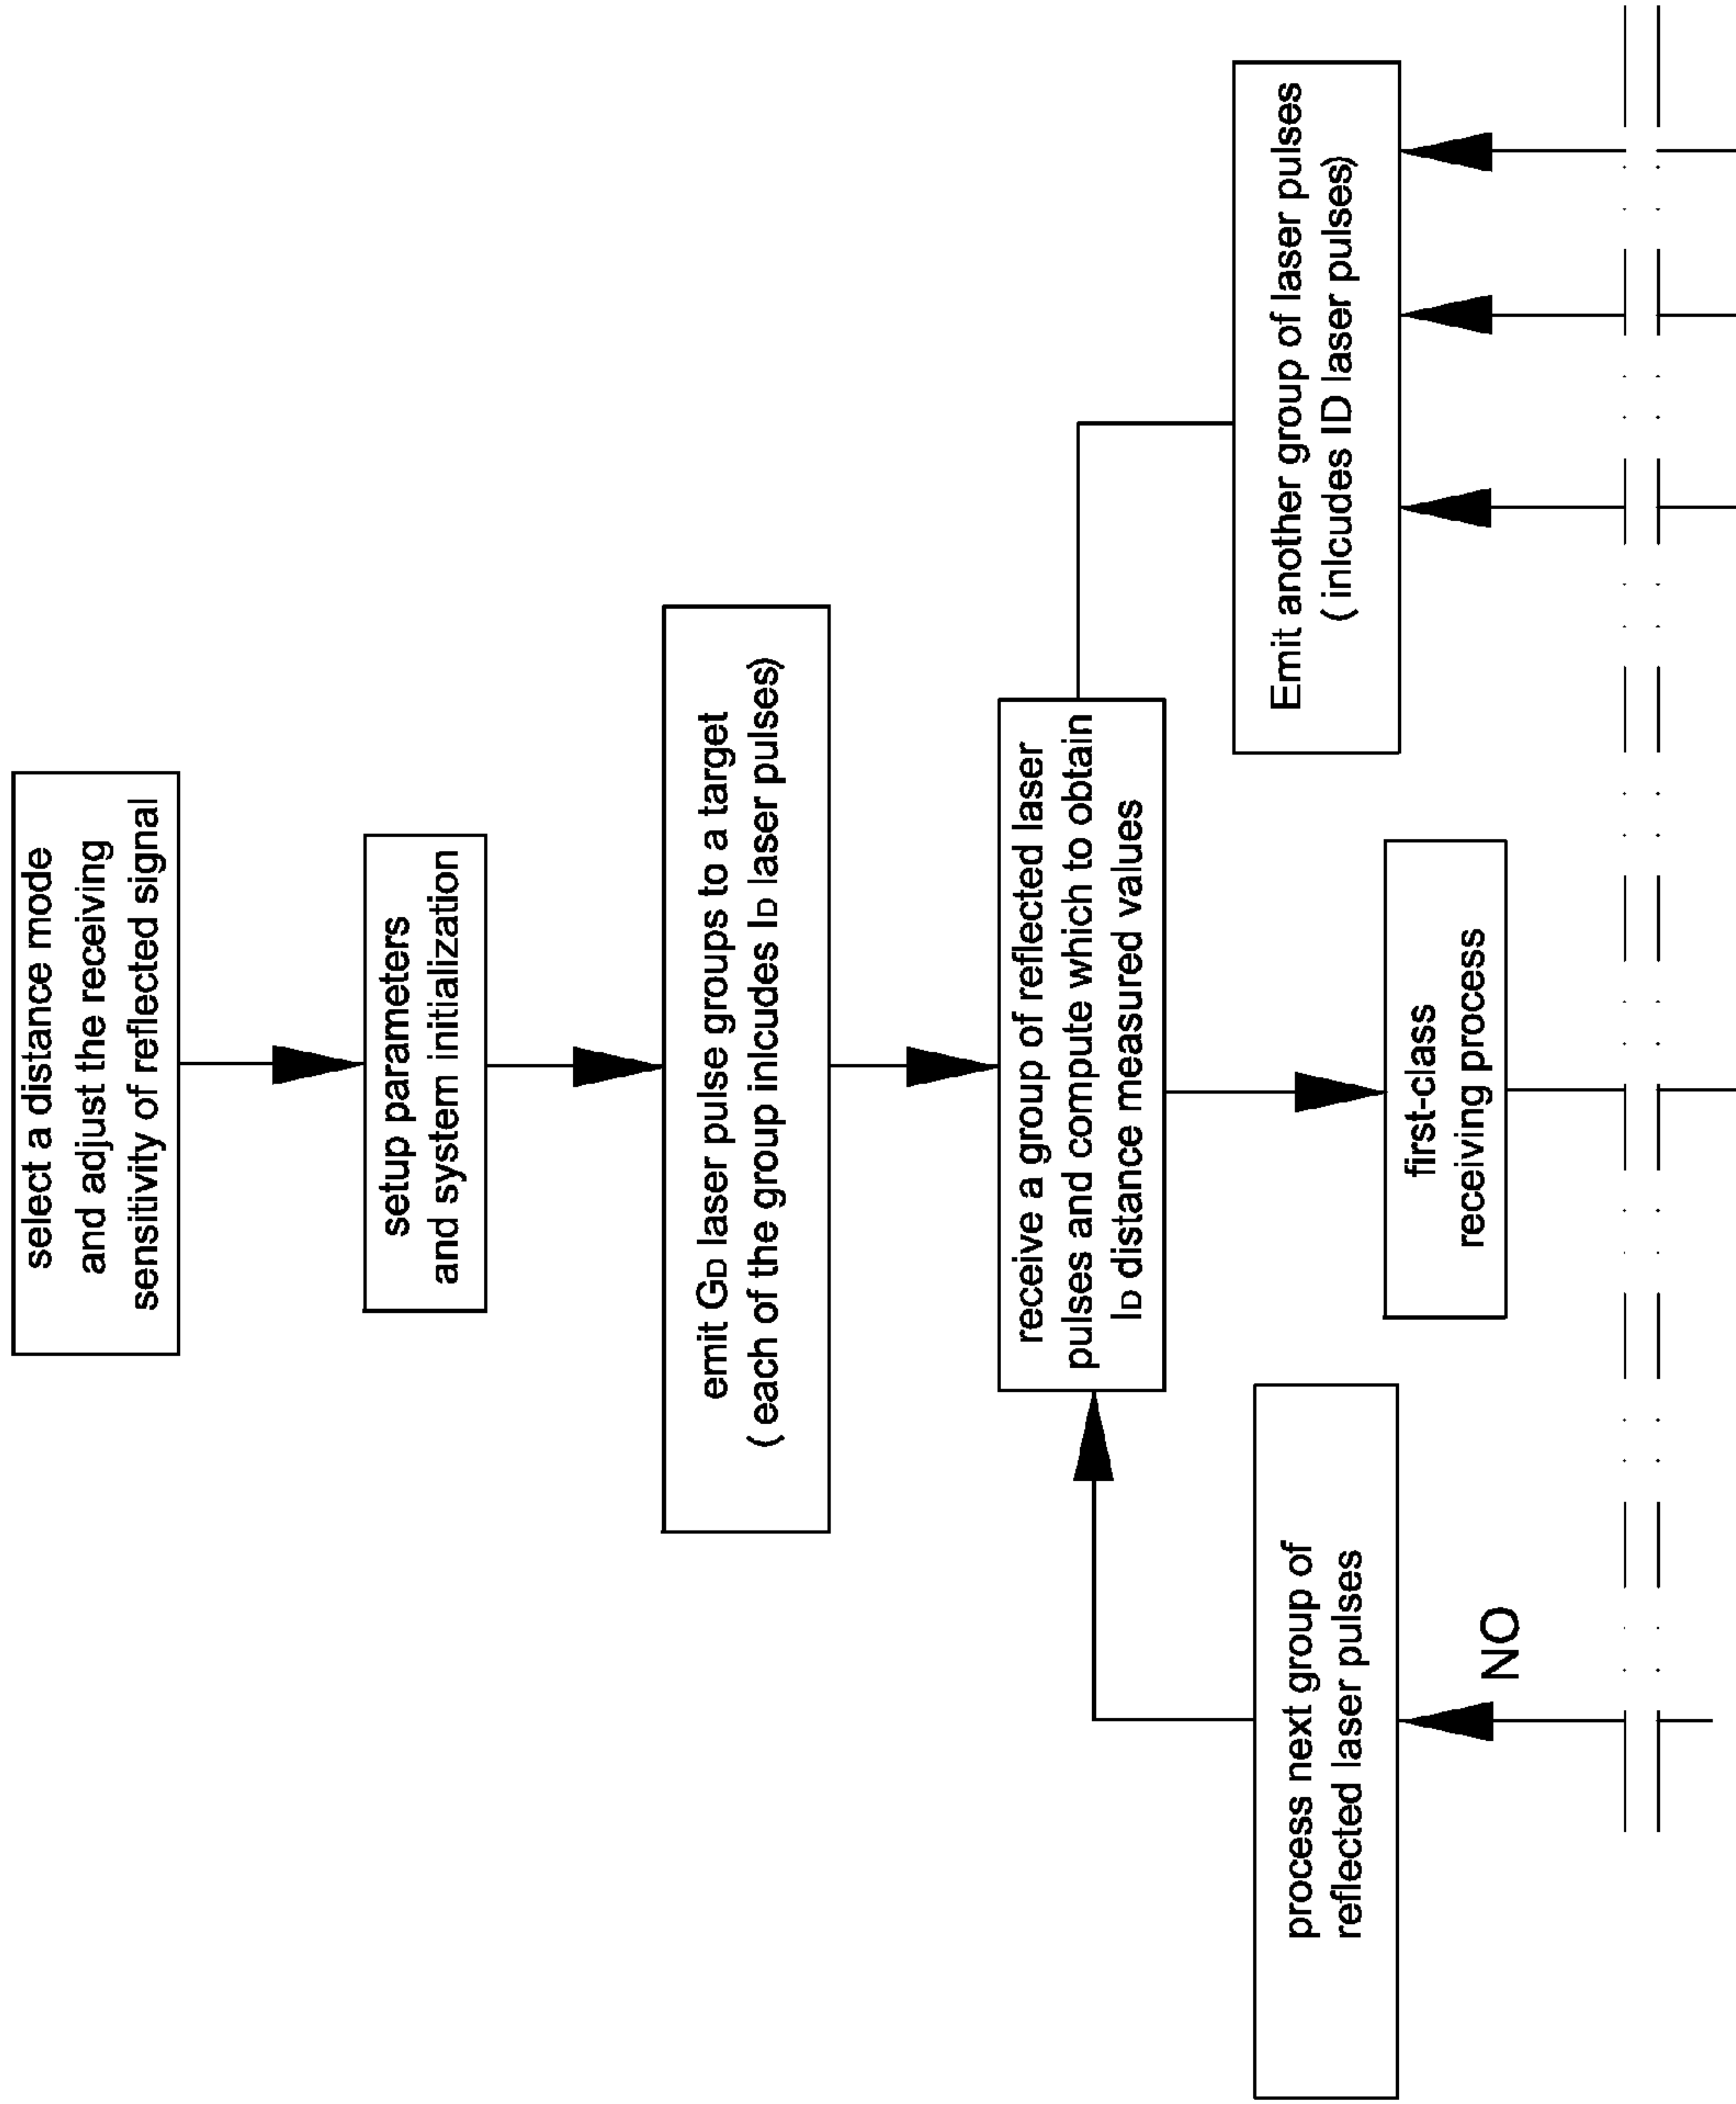 select a distance mode
and adjust the receiving
sensitivity of reflected signal
setup parameters
and system initialization
emit GD laser pulse groups to a target
( each of the group inlcudes ID laser pulses)
receive a group of reflected laser
pulses and compute which to obtain
ID distance measured values
process next group of
reflected laser pulses
NO
first-class
receiving process
Emit another group of laser pulses
( inlcudes ID laser pulses)